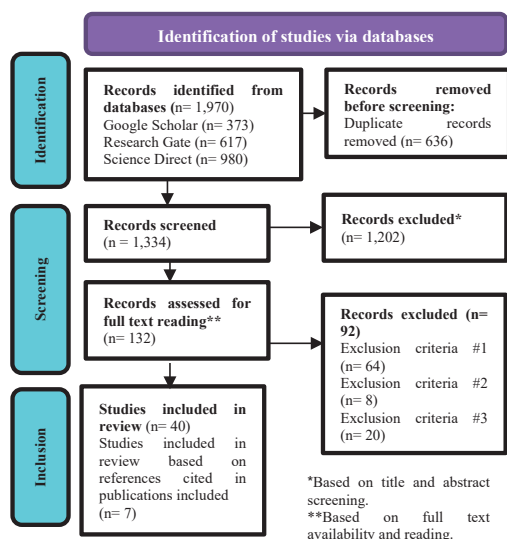 Identification of studies via databases
Identification
Records identified from
databases (n= 1,970)
Google Scholar (n= 373)
Research Gate (n= 617)
Science Direct (n= 980)
Records removed
before screening:
Duplicate records
removed (n= 636)
Screening
Records screened
(n = 1,334)
Records excluded*
(n = 1,202)
Records assessed for
full text reading**
(n = 132)
Records excluded (n=
92)
Exclusion criteria #1
(n= 64)
Exclusion criteria #2
(n= 8)
Exclusion criteria #3
(n= 20)
Inclusion
Studies included in
review (n= 40)
Studies included in
review based on
references cited in
publications included
(n= 7)
*Based on title and abstract
screening.
**Based on full text
availability and reading.